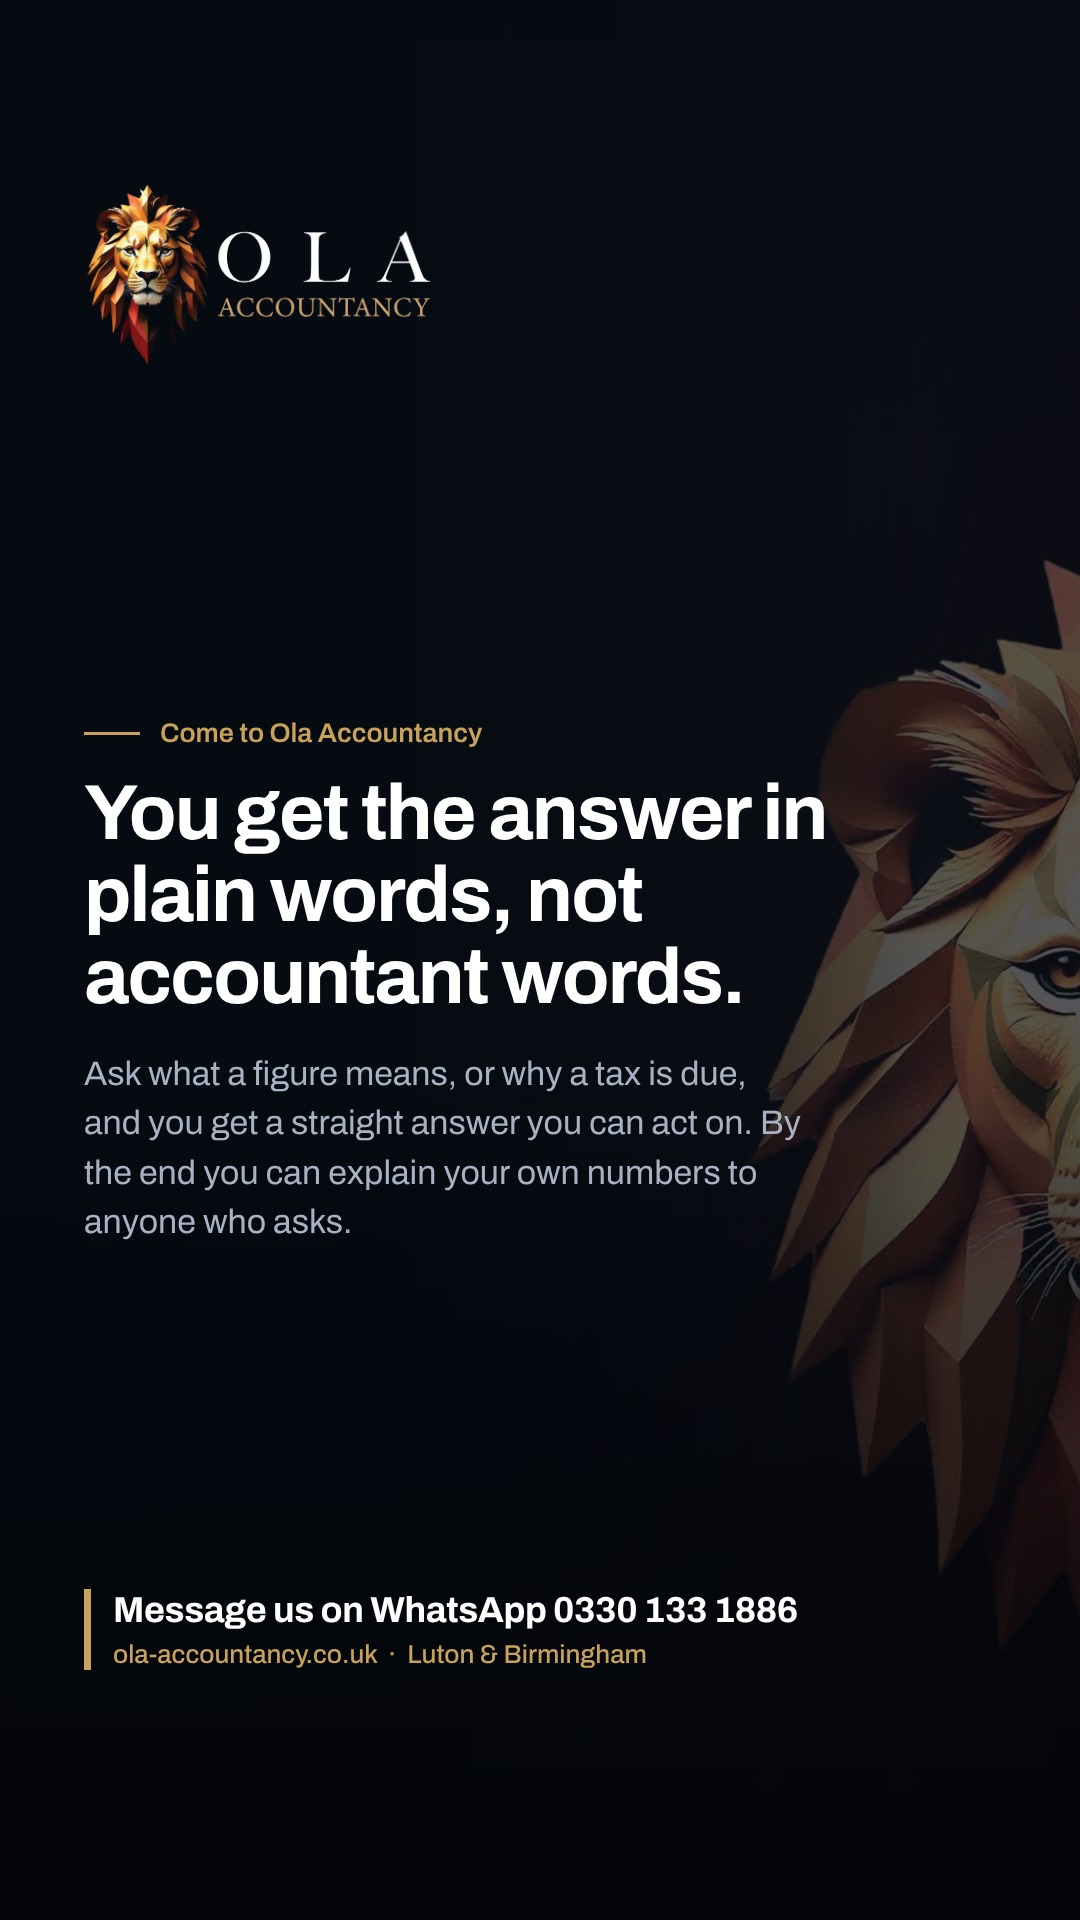 OLA
ACCOUNTANCY
Come to Ola Accountancy
You get the answer in
plain words, not
accountant words.
Ask what a figure means, or why a tax is due,
and you get a straight answer you can act on. By
the end you can explain your own numbers to
anyone who asks.
Message us on WhatsApp 0330 133 1886
ola-accountancy.co.uk · Luton & Birmingham